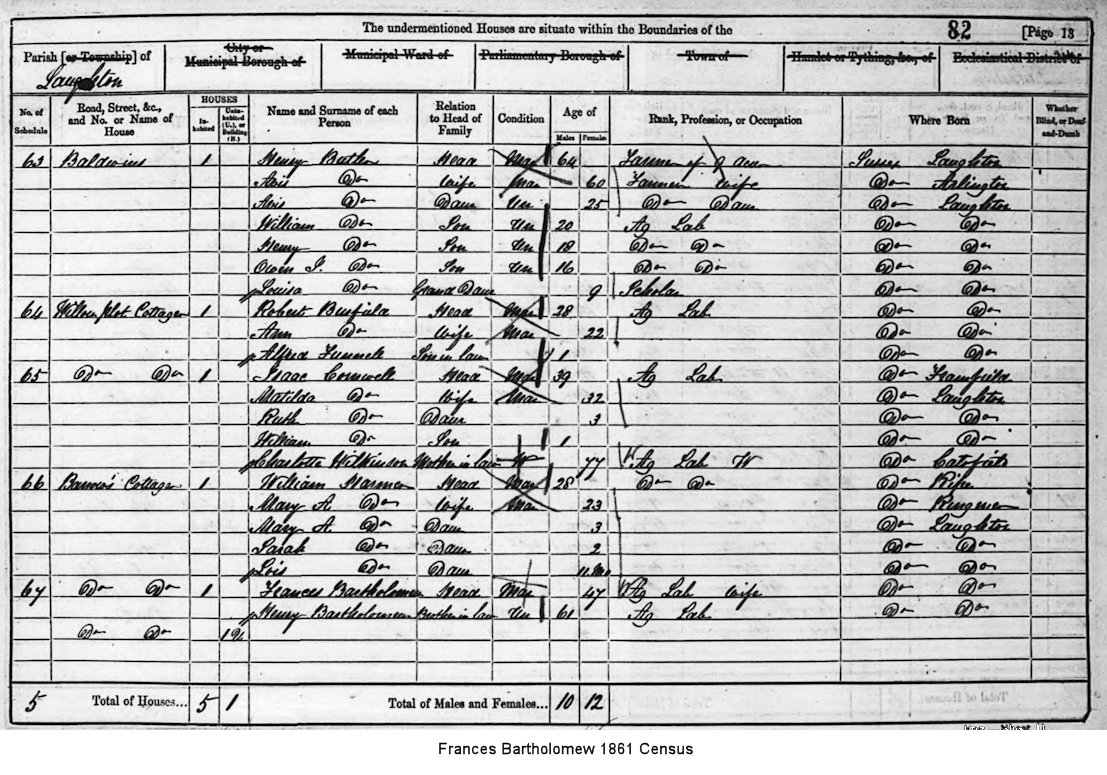 The undermentioned Houses are situate within the Boundaries of the 82 [Page 13
Parish [or Township] of City or Municipal Borough of Municipal Ward of Parliamentary Borough of Town of Hamlet or Tything, &c., of Ecclesiastical District of
Laughton
No. of Schedule Road, Street, &c., and No. or Name of House HOUSES Inhabited Uninhabited (U.), or Building (B.) Name and Surname of each Person Relation to Head of Family Condition Age of Males Females Rank, Profession, or Occupation Where Born Whether Blind, or Deaf-and-Dumb
63 Baldwins 1 Henry Butler Head Mar 64 Farmer of 9 acres Sussex Laughton
Avis Do Wife Mar 60 Farmers wife Do Arlington
Avis Do Daur Un 25 Do Daur Do Laughton
William Do Son Un 20 Ag Lab Do Do
Henry Do Son Un 18 Do Do Do Do
Owen J. Do Son Un 16 Do Do Do Do
Louisa Do Grand Daur 9 Scholar Do Do
64 Willow plot Cottages 1 Robert Head Mar 28 Ag Lab Do Do
Ann Do Wife Mar 22 Do Do
Alfred Funnell Son in law 1 Do Do
65 Do Do 1 Isaac Cornwell Head Mar 39 Ag Lab Do Framfield
Matilda Do Wife Mar 32 Do Laughton
Ruth Do Daur 3 Do Do
William Do Son 1 Do Do
Charlotte Wilkinson Mother in law W 77 Ag Lab W Do
66 Cottages 1 William Harmer Head Mar 28 Do Do Do Ripe
Mary A Do Wife Mar 23 Do Ringmer
Mary A. Do Daur 3 Do Laughton
Sarah Do Daur 2 Do Do
Lois Do Daur 11 Mo Do Do
67 Do Do 1 Frances Bartholomew Head Mar 47 Ag Lab wife Do Do
Henry Bartholomew Brother in law Un 61 Ag Lab Do Do
Do Do 1 U
5 Total of Houses... 5 1 Total of Males and Females... 10 12
Frances Bartholomew 1861 Census